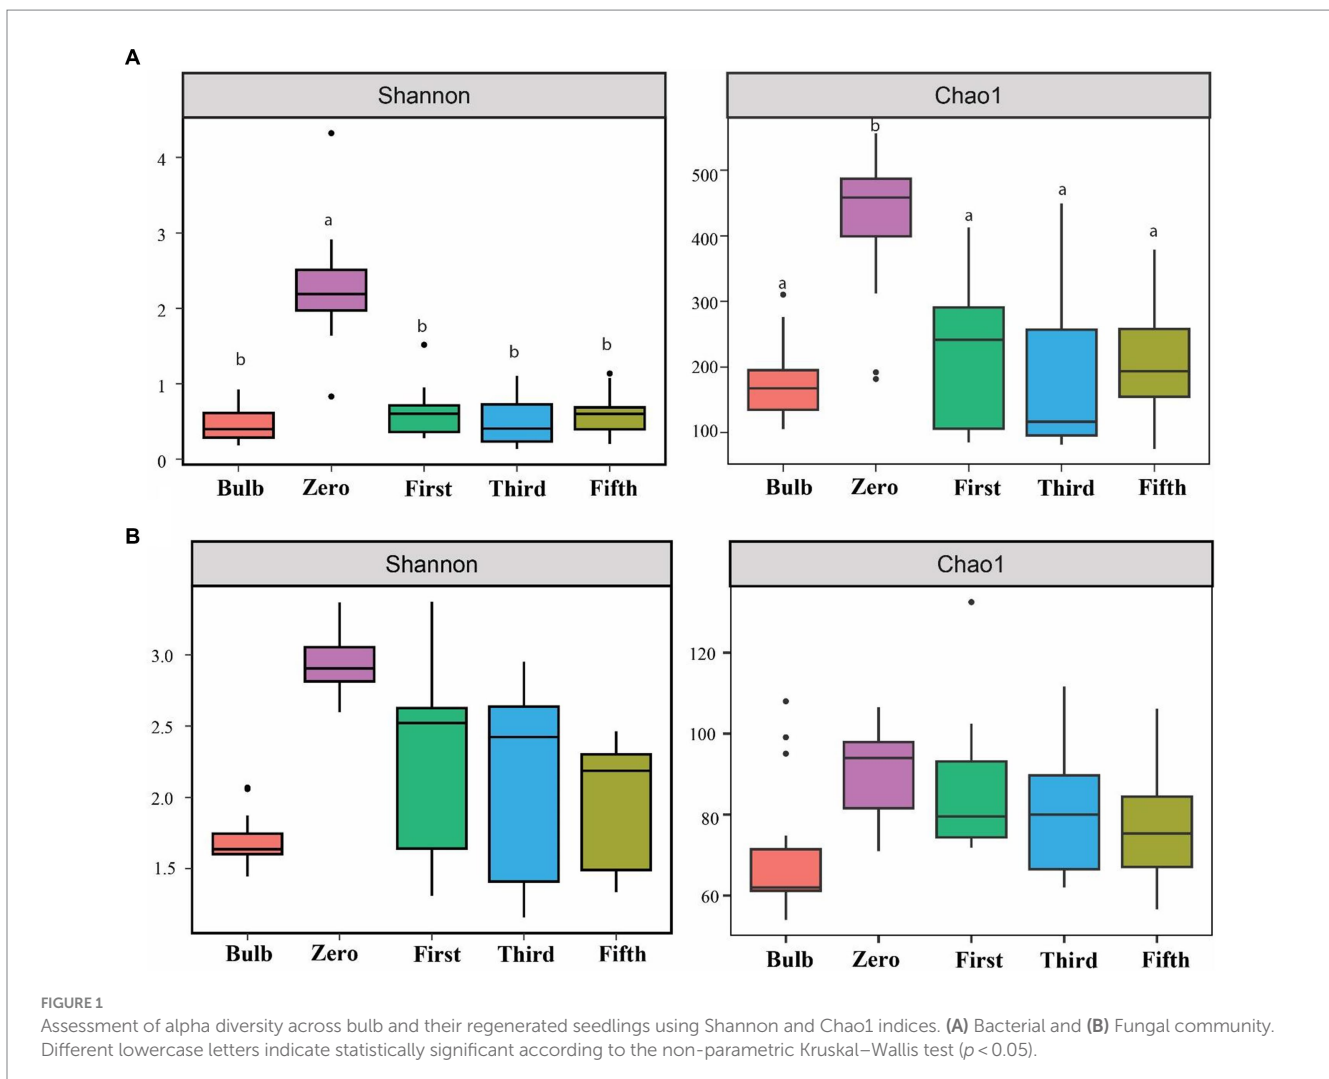 A
Shannon
4
3
2
1
0
a
b
b
b
b
Bulb Zero First Third Fifth
Chao1
500
400
300
200
100
b
a
a
a
a
Bulb Zero First Third Fifth
B
Shannon
3.0
2.5
2.0
1.5
Bulb Zero First Third Fifth
Chao1
120
100
80
60
Bulb Zero First Third Fifth
FIGURE 1
Assessment of alpha diversity across bulb and their regenerated seedlings using Shannon and Chao1 indices. (A) Bacterial and (B) Fungal community.
Different lowercase letters indicate statistically significant according to the non-parametric Kruskal–Wallis test (p < 0.05).